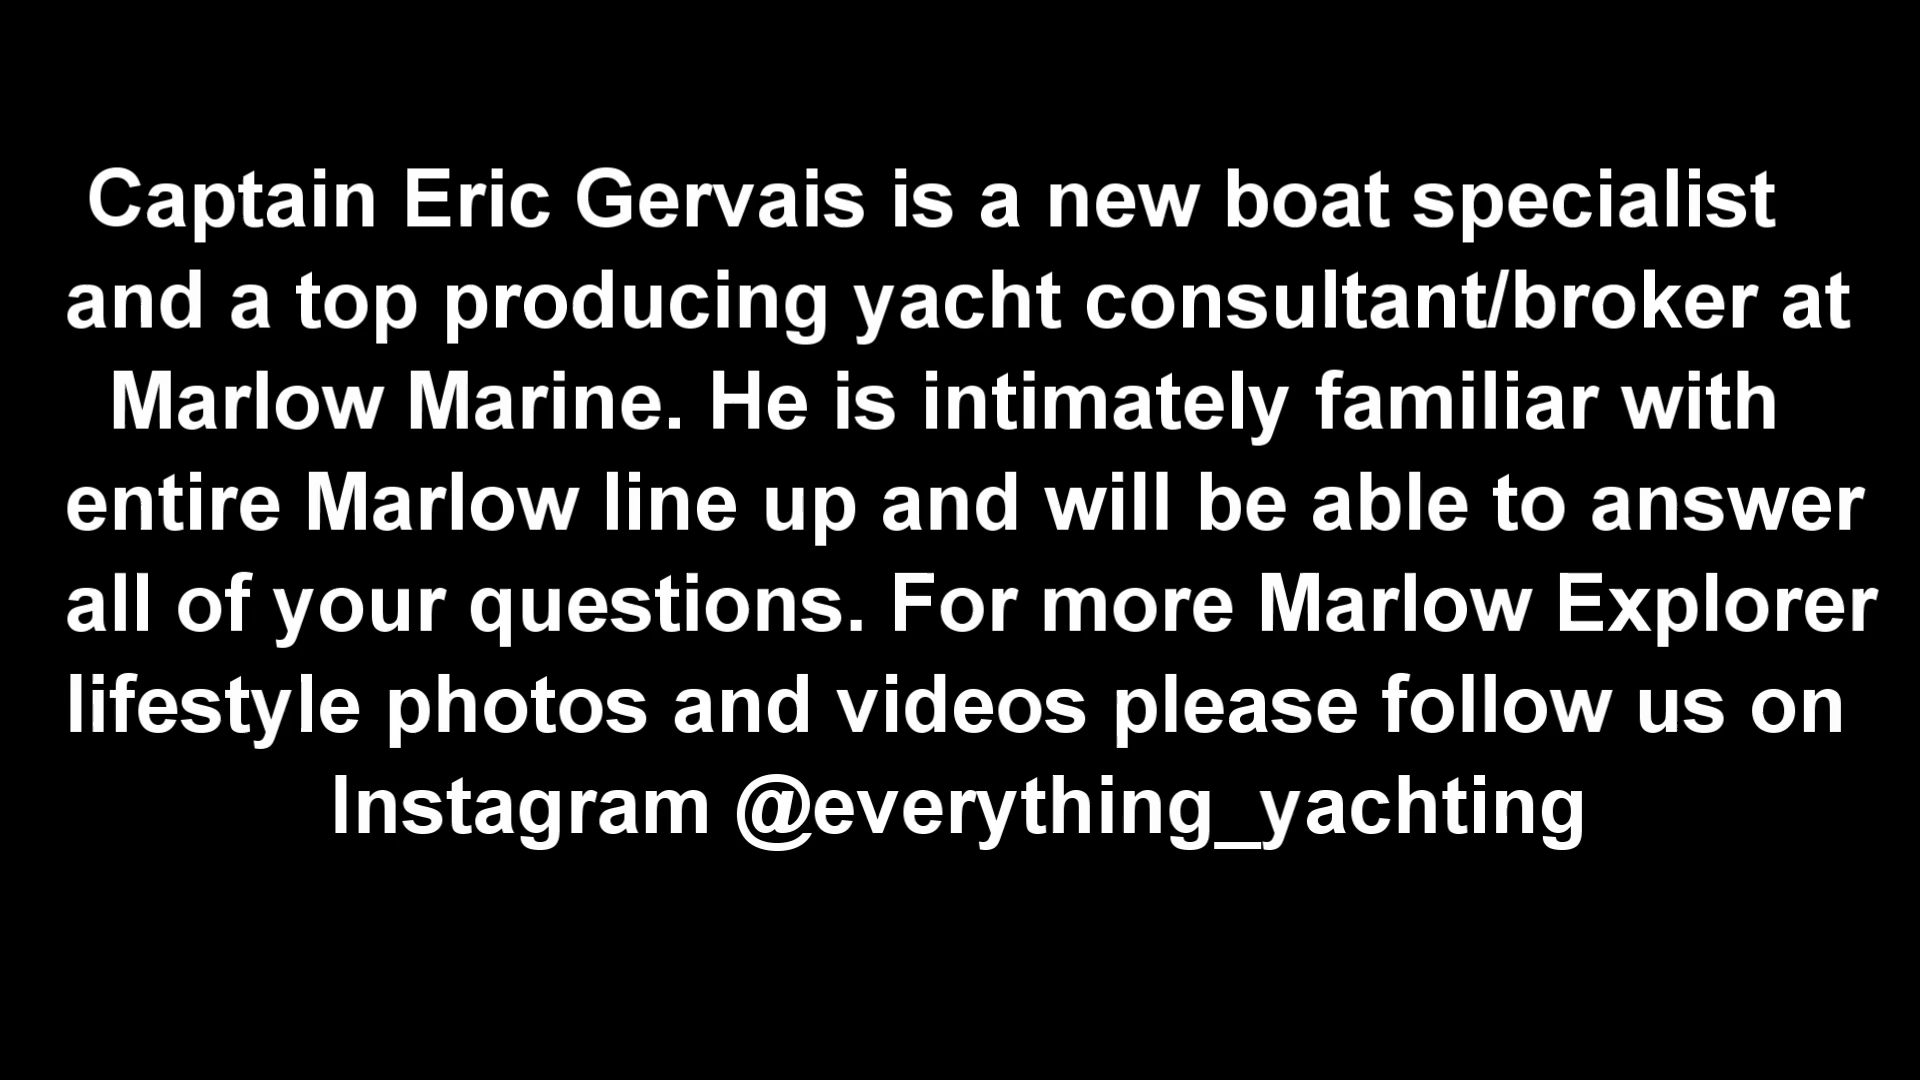 Captain Eric Gervais is a new boat specialist
and a top producing yacht consultant/broker at
Marlow Marine. He is intimately familiar with
entire Marlow line up and will be able to answer
all of your questions. For more Marlow Explorer
lifestyle photos and videos please follow us on
Instagram @everything_yachting